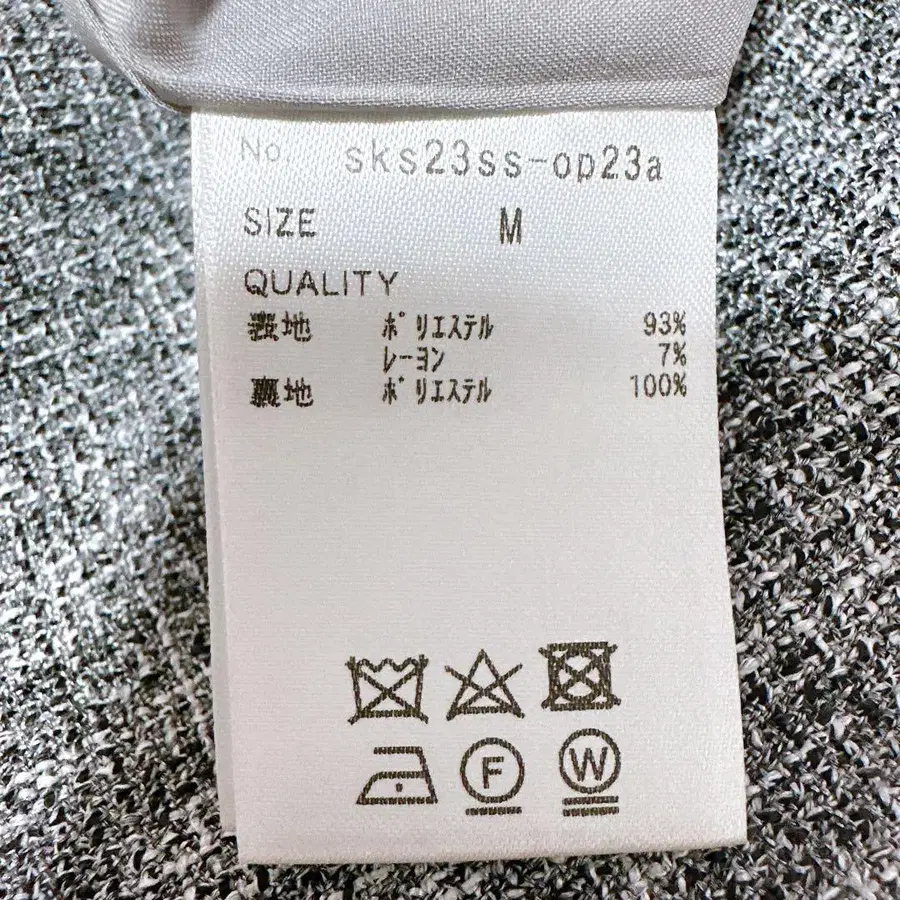 No. sks23ss-op23a
SIZE M
QUALITY
表地 ポリエステル 93%
レーヨン 7%
裏地 ポリエステル 100%
F W